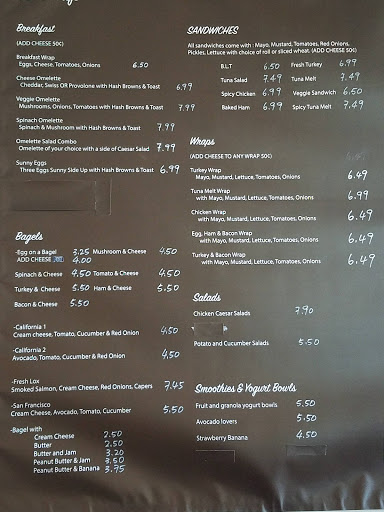 Breakfast
(ADD CHEESE 50¢)
Breakfast Wrap
Eggs, Cheese, Tomatoes, Onions 6.50
Cheese Omelette
Cheddar, Swiss OR Provolone with Hash Browns & Toast 6.99
Veggie Omelette
Mushrooms, Onions, Tomatoes with Hash Browns & Toast 7.99
Spinach Omelette
Spinach & Mushroom with Hash Browns & Toast 7.99
Omelette Salad Combo
Omelette of your choice with a side of Caesar Salad 7.99
Sunny Eggs
Three Eggs Sunny Side Up with Hash Browns & Toast 6.99
Bagels
-Egg on a Bagel 3.25 Mushroom & Cheese 4.50
ADD CHEESE 4.00
Spinach & Cheese 4.50 Tomato & Cheese 4.50
Turkey & Cheese 5.50 Ham & Cheese 5.50
Bacon & Cheese 5.50
-California 1
Cream cheese, Tomato, Cucumber & Red Onion 4.50
-California 2
Avocado, Tomato, Cucumber & Red Onion 4.50
-Fresh Lox
Smoked Salmon, Cream Cheese, Red Onions, Capers 7.45
-San Francisco
Cream Cheese, Avocado, Tomato, Cucumber 5.50
-Bagel with
Cream Cheese 2.50
Butter 2.50
Butter and Jam 3.20
Peanut Butter & Jam 3.50
Peanut Butter & Banana 3.75
SANDWICHES
All sandwiches come with : Mayo, Mustard, Tomatoes, Red Onions,
Pickles, Lettuce with choice of roll or sliced wheat. (ADD CHEESE 50¢)
B.L.T 6.50 Fresh Turkey 6.99
Tuna Salad 7.49 Tuna Melt 7.49
Spicy Chicken 6.99 Veggie Sandwich 6.50
Baked Ham 6.99 Spicy Tuna Melt 7.49
Wraps
(ADD CHEESE TO ANY WRAP 50¢)
Turkey Wrap
Mayo, Mustard, Lettuce, Tomatoes, Onions 6.49
Tuna Melt Wrap
with Mayo, Mustard, Lettuce, Tomatoes, Onions 6.99
Chicken Wrap
with Mayo, Mustard, Lettuce, Tomatoes, Onions 6.49
Egg, Ham & Bacon Wrap
with Mayo, Mustard, Lettuce, Tomatoes, Onions 6.49
Turkey & Bacon Wrap
with Mayo, Mustard, Lettuce, Tomatoes, Onions 6.49
Salads
Chicken Caesar Salads 7.90
Potato and Cucumber Salads 5.50
Smoothies & Yogurt Bowls
Fruit and granola yogurt bowls 5.50
Avocado lovers 5.50
Strawberry Banana 4.50